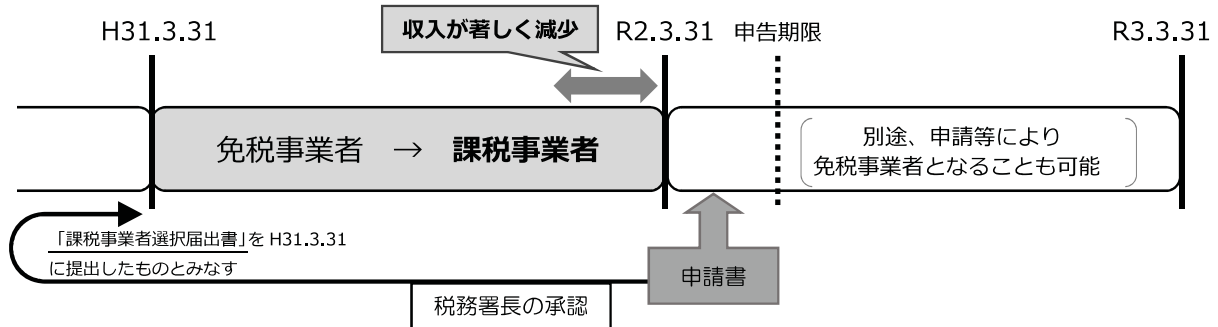 収入が著しく減少
H31.3.31
R2.3.31
申告期限
R3.3.31
免税事業者 → 課税事業者
別途、申請等により
免税事業者となることも可能
「課税事業者選択届出書」を H31.3.31
に提出したものとみなす
申請書
税務署長の承認